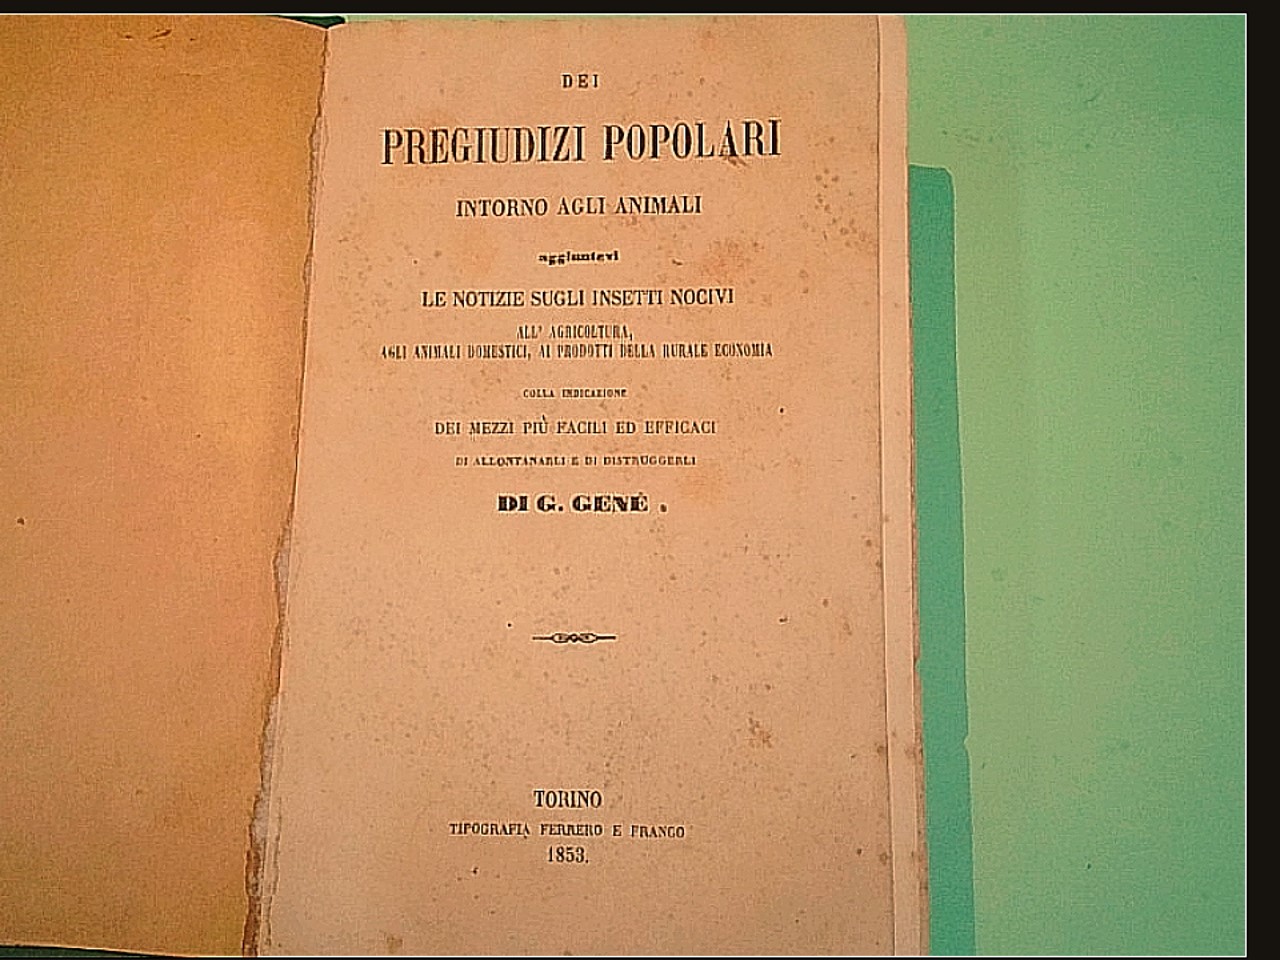 DEI
PREGIUDIZI POPOLARI
INTORNO AGLI ANIMALI
aggiuntevi
LE NOTIZIE SUGLI INSETTI NOCIVI
ALL' AGRICOLTURA,
AGLI ANIMALI DOMESTICI, AI PRODOTTI DELLA RURALE ECONOMIA
COLLA INDICAZIONE
DEI MEZZI PIÙ FACILI ED EFFICACI
DI ALLONTANARLI E DI DISTRUGGERLI
DI G. GENÉ.
TORINO
TIPOGRAFIA FERRERO E FRANCO
1853.